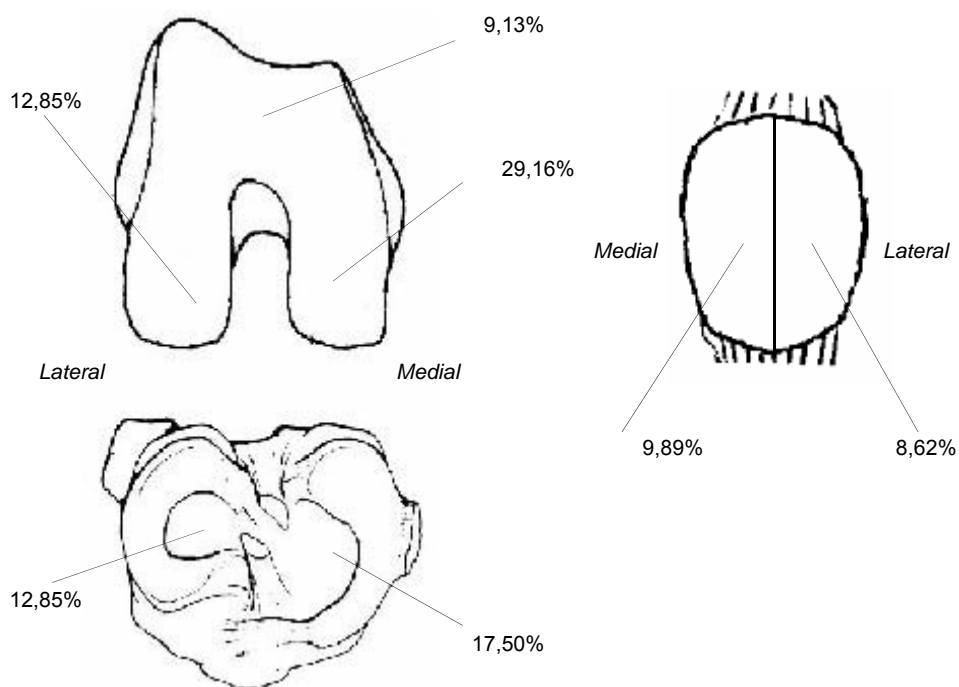 9,13%
12,85%
29,16%
Medial
Lateral
Lateral
Medial
9,89%
8,62%
12,85%
17,50%